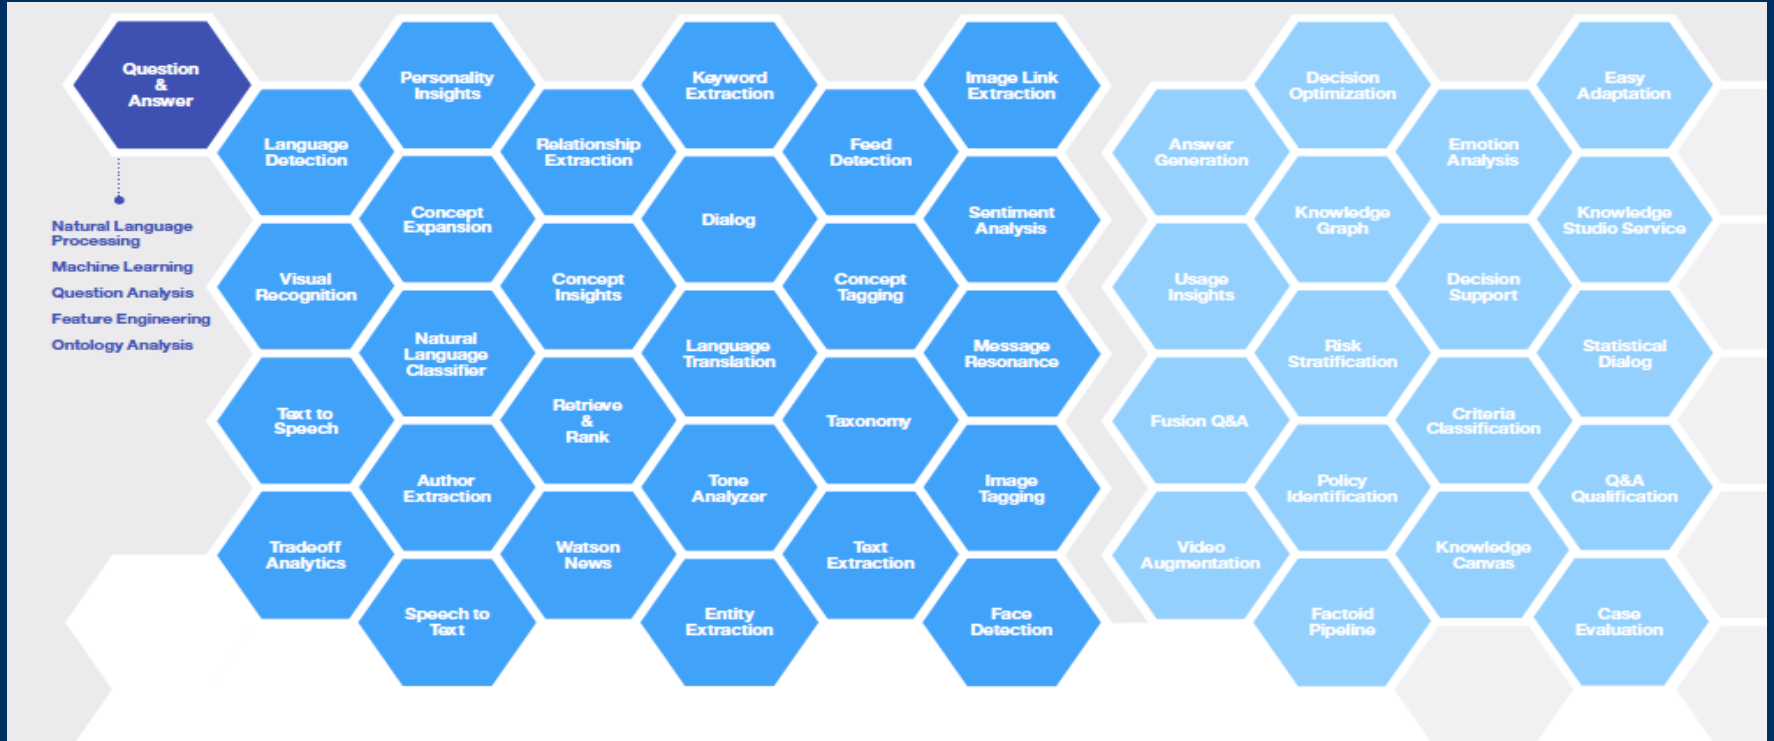 Question
&
Answer
Natural Language
Processing
Machine Learning
Question Analysis
Feature Engineering
Ontology Analysis
Language
Detection
Visual
Recognition
Text to
Speech
Tradeoff
Analytics
Personality
Insights
Concept
Expansion
Natural
Language
Classifier
Author
Extraction
Speech to
Text
Relationship
Extraction
Concept
Insights
Retrieve
&
Rank
Watson
News
Keyword
Extraction
Dialog
Language
Translation
Tone
Analyzer
Entity
Extraction
Feed
Detection
Concept
Tagging
Taxonomy
Text
Extraction
Image Link
Extraction
Sentiment
Analysis
Message
Resonance
Image
Tagging
Face
Detection
Answer
Generation
Usage
Insights
Fusion Q&A
Video
Augmentation
Decision
Optimization
Knowledge
Graph
Risk
Stratification
Policy
Identification
Factoid
Pipeline
Emotion
Analysis
Decision
Support
Criteria
Classification
Knowledge
Canvas
Easy
Adaptation
Knowledge
Studio Service
Statistical
Dialog
Q&A
Qualification
Case
Evaluation